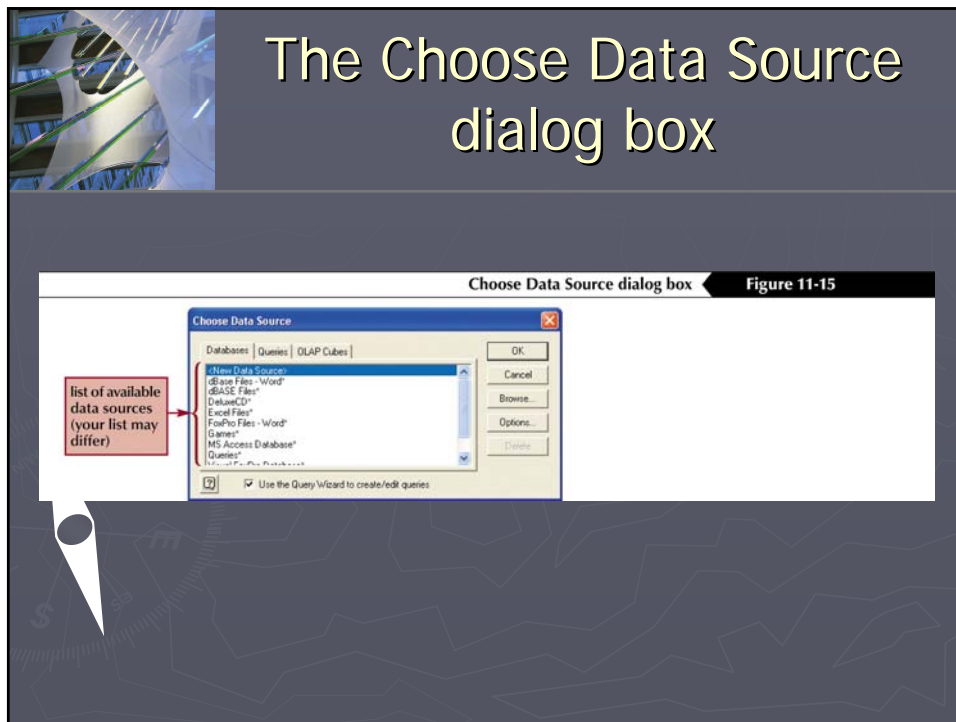 The Choose Data Source
dialog box
Choose Data Source dialog box
Figure 11-15
Choose Data Source
Databases
Queries
OLAP Cubes
<New Data Source>
dBase Files - Word*
dBASE Files*
DeluxeCD*
Excel Files*
FoxPro Files - Word*
Games*
MS Access Database*
Queries*
Visual FoxPro Database*
OK
Cancel
Browse...
Options...
Delete
list of available
data sources
(your list may
differ)
?
Use the Query Wizard to create/edit queries
m
S